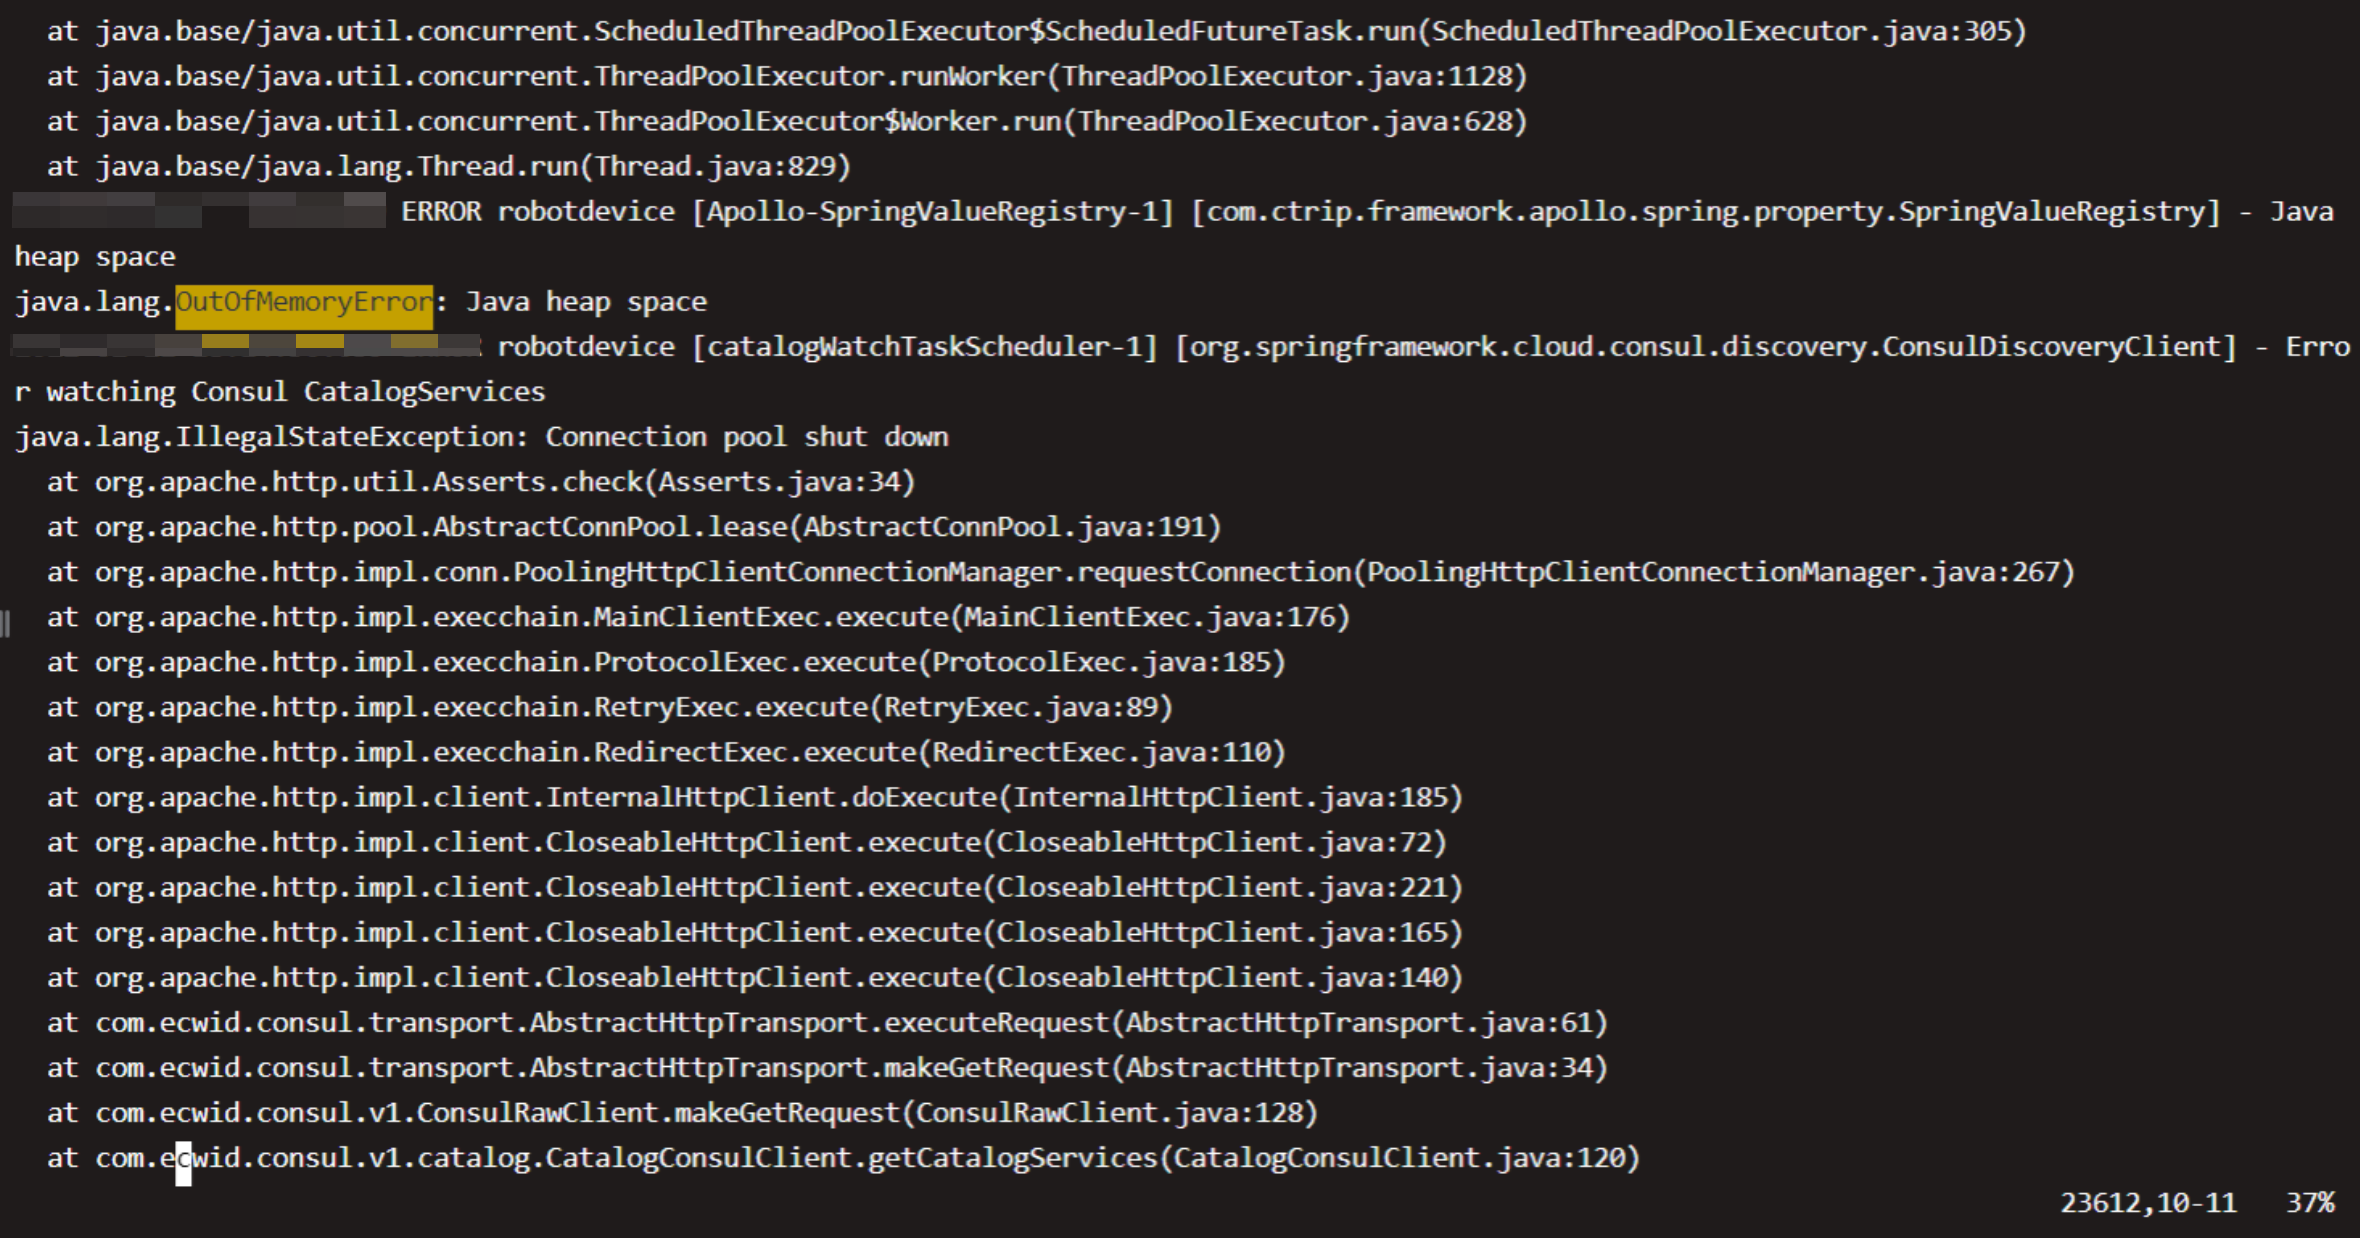 at java.base/java.util.concurrent.ScheduledThreadPoolExecutor$ScheduledFutureTask.run(ScheduledThreadPoolExecutor.java:305)
at java.base/java.util.concurrent.ThreadPoolExecutor.runWorker(ThreadPoolExecutor.java:1128)
at java.base/java.util.concurrent.ThreadPoolExecutor$Worker.run(ThreadPoolExecutor.java:628)
at java.base/java.lang.Thread.run(Thread.java:829)
ERROR robotdevice [Apollo-SpringValueRegistry-1] [com.ctrip.framework.apollo.spring.property.SpringValueRegistry] - Java
heap space
java.lang.OutOfMemoryError: Java heap space
robotdevice [catalogWatchTaskScheduler-1] [org.springframework.cloud.consul.discovery.ConsulDiscoveryClient] - Erro
r watching Consul CatalogServices
java.lang.IllegalStateException: Connection pool shut down
at org.apache.http.util.Asserts.check(Asserts.java:34)
at org.apache.http.pool.AbstractConnPool.lease(AbstractConnPool.java:191)
at org.apache.http.impl.conn.PoolingHttpClientConnectionManager.requestConnection(PoolingHttpClientConnectionManager.java:267)
at org.apache.http.impl.execchain.MainClientExec.execute(MainClientExec.java:176)
at org.apache.http.impl.execchain.ProtocolExec.execute(ProtocolExec.java:185)
at org.apache.http.impl.execchain.RetryExec.execute(RetryExec.java:89)
at org.apache.http.impl.execchain.RedirectExec.execute(RedirectExec.java:110)
at org.apache.http.impl.client.InternalHttpClient.doExecute(InternalHttpClient.java:185)
at org.apache.http.impl.client.CloseableHttpClient.execute(CloseableHttpClient.java:72)
at org.apache.http.impl.client.CloseableHttpClient.execute(CloseableHttpClient.java:221)
at org.apache.http.impl.client.CloseableHttpClient.execute(CloseableHttpClient.java:165)
at org.apache.http.impl.client.CloseableHttpClient.execute(CloseableHttpClient.java:140)
at com.ecwid.consul.transport.AbstractHttpTransport.executeRequest(AbstractHttpTransport.java:61)
at com.ecwid.consul.transport.AbstractHttpTransport.makeGetRequest(AbstractHttpTransport.java:34)
at com.ecwid.consul.v1.ConsulRawClient.makeGetRequest(ConsulRawClient.java:128)
at com.ecwid.consul.v1.catalog.CatalogConsulClient.getCatalogServices(CatalogConsulClient.java:120)
23612,10-11 37%